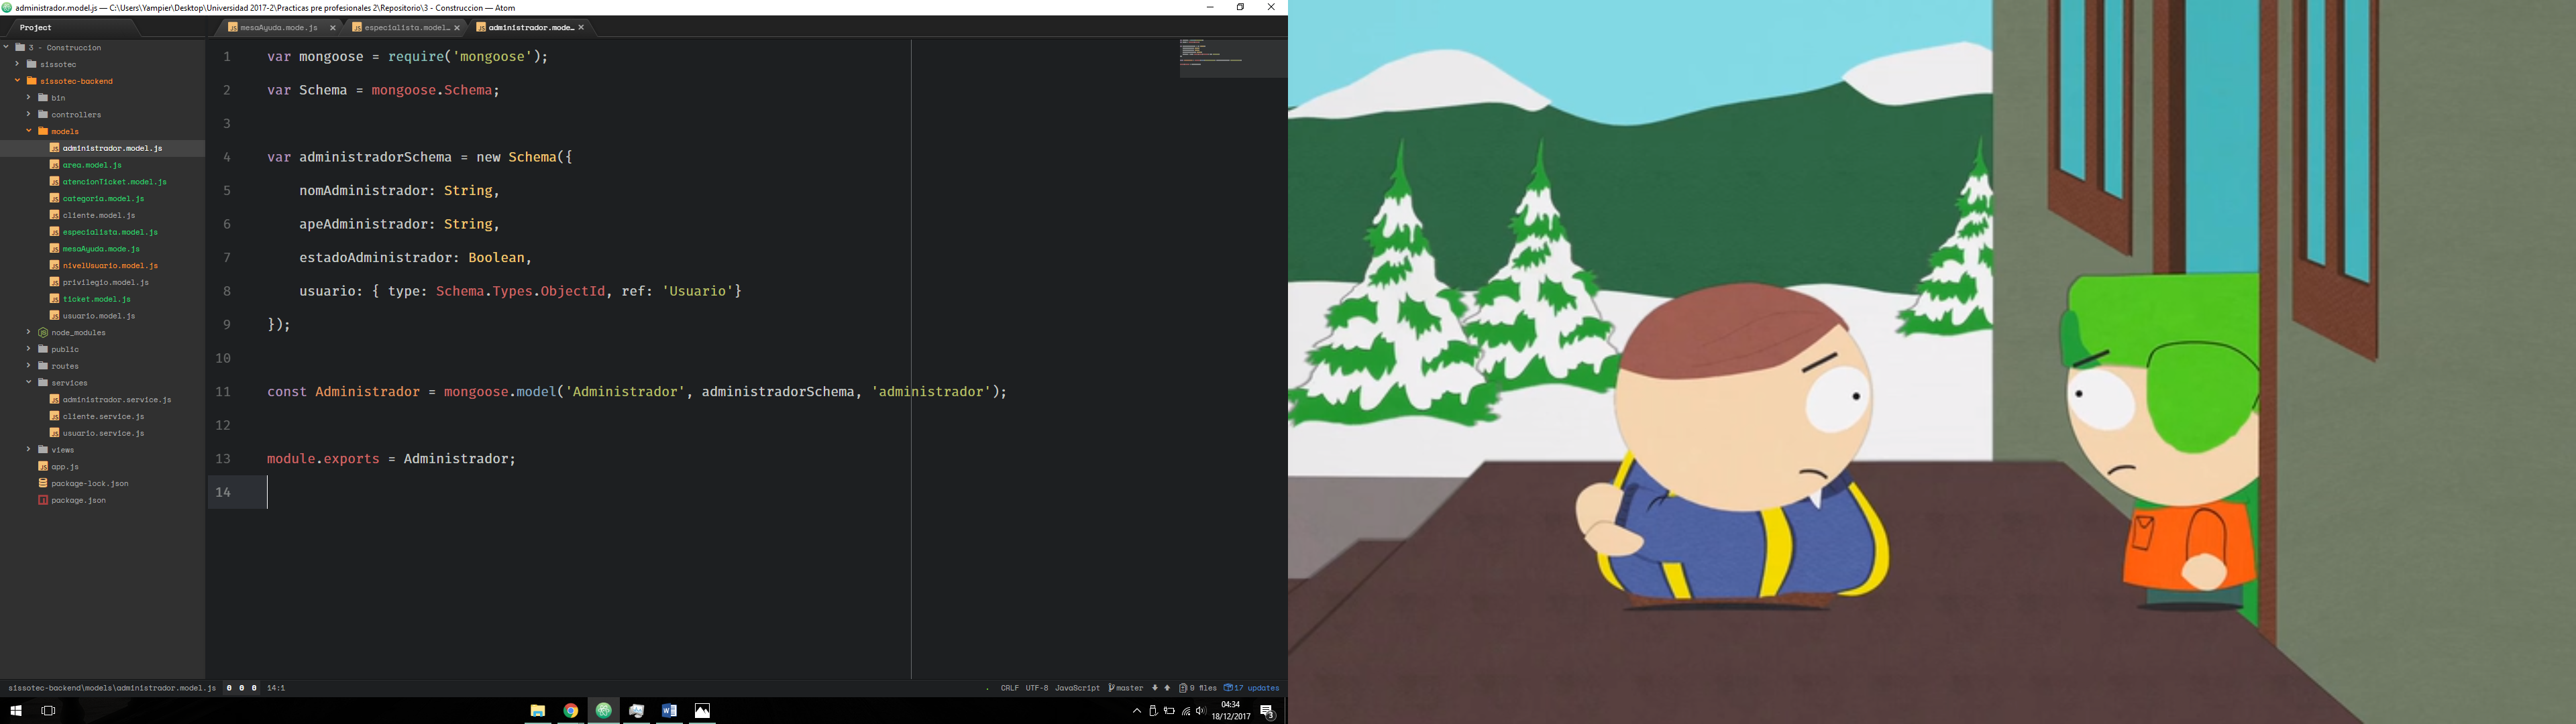 administrador.model.js — C:\Users\Yampier\Desktop\Universidad 2017-2\Practicas pre profesionales 2\Repositorio\3 - Construccion — Atom
Project
mesaAyuda.mode.js
especialista.model…
administrador.mode…
3 - Construccion
sissotec
sissotec-backend
bin
controllers
models
administrador.model.js
area.model.js
atencionTicket.model.js
categoria.model.js
cliente.model.js
especialista.model.js
mesaAyuda.mode.js
nivelUsuario.model.js
privilegio.model.js
ticket.model.js
usuario.model.js
node_modules
public
routes
services
administrador.service.js
cliente.service.js
usuario.service.js
views
app.js
package-lock.json
package.json
1 var mongoose = require('mongoose');
2 var Schema = mongoose.Schema;
3
4 var administradorSchema = new Schema({
5 nomAdministrador: String,
6 apeAdministrador: String,
7 estadoAdministrador: Boolean,
8 usuario: { type: Schema.Types.ObjectId, ref: 'Usuario'}
9 });
10
11 const Administrador = mongoose.model('Administrador', administradorSchema, 'administrador');
12
13 module.exports = Administrador;
14
sissotec-backend\models\administrador.model.js 0 0 0 14:1
. CRLF UTF-8 JavaScript master 9 files 17 updates
04:34
18/12/2017
3